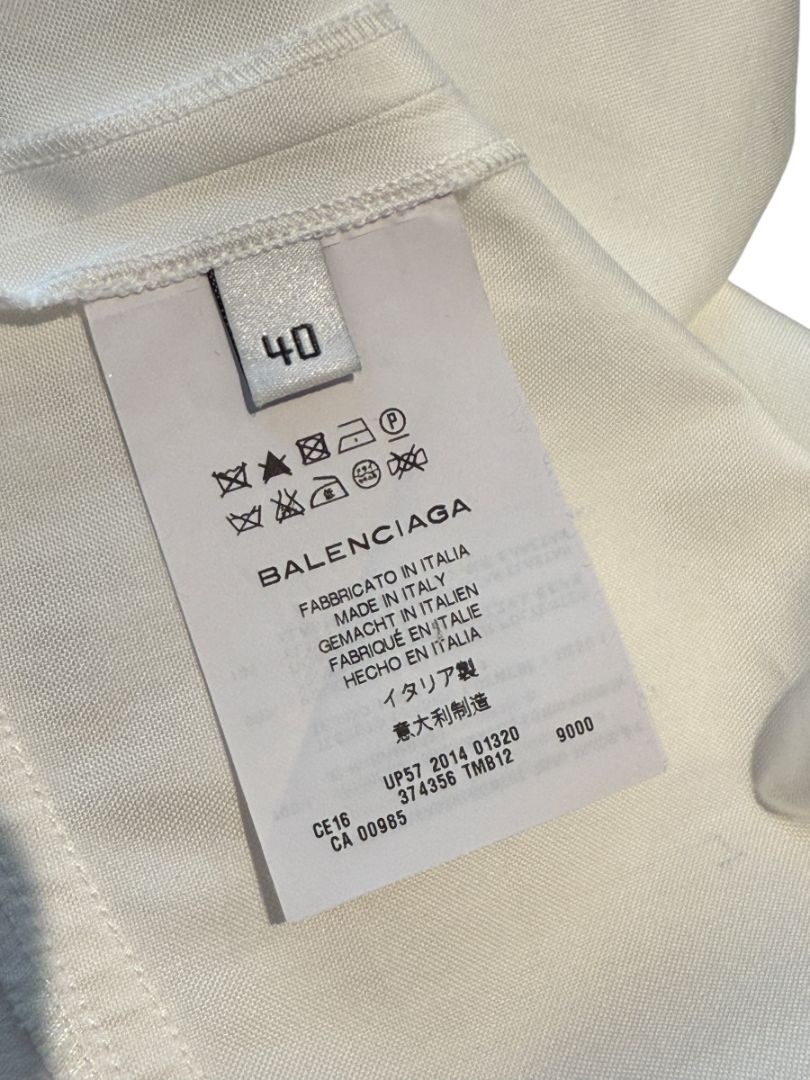 40
P
低
BALENCIAGA
FABBRICATO IN ITALIA
MADE IN ITALY
GEMACHT IN ITALIEN
FABRIQUÉ EN ITALIE
HECHO EN ITALIA
イタリア製
意大利制造
UP57 2014 01320 9000
374356 TMB12
CE16
CA 00985